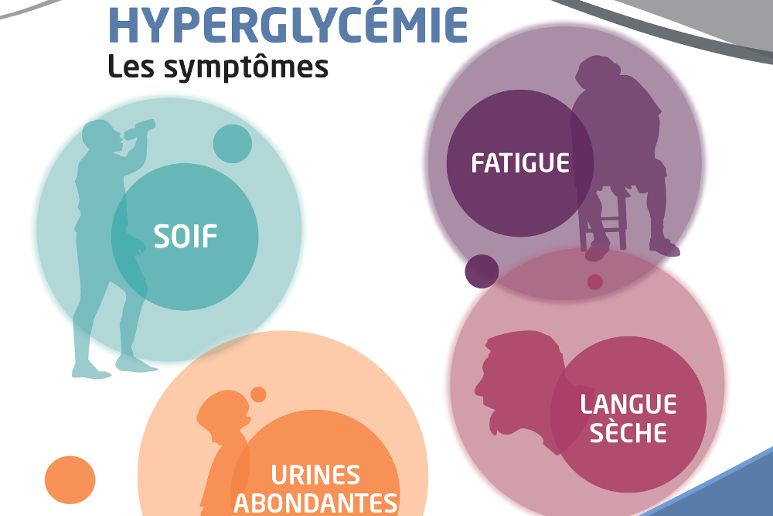 HYPERGLYCÉMIE
Les symptômes
FATIGUE
SOIF
LANGUE
SÈCHE
URINES
ABONDANTES